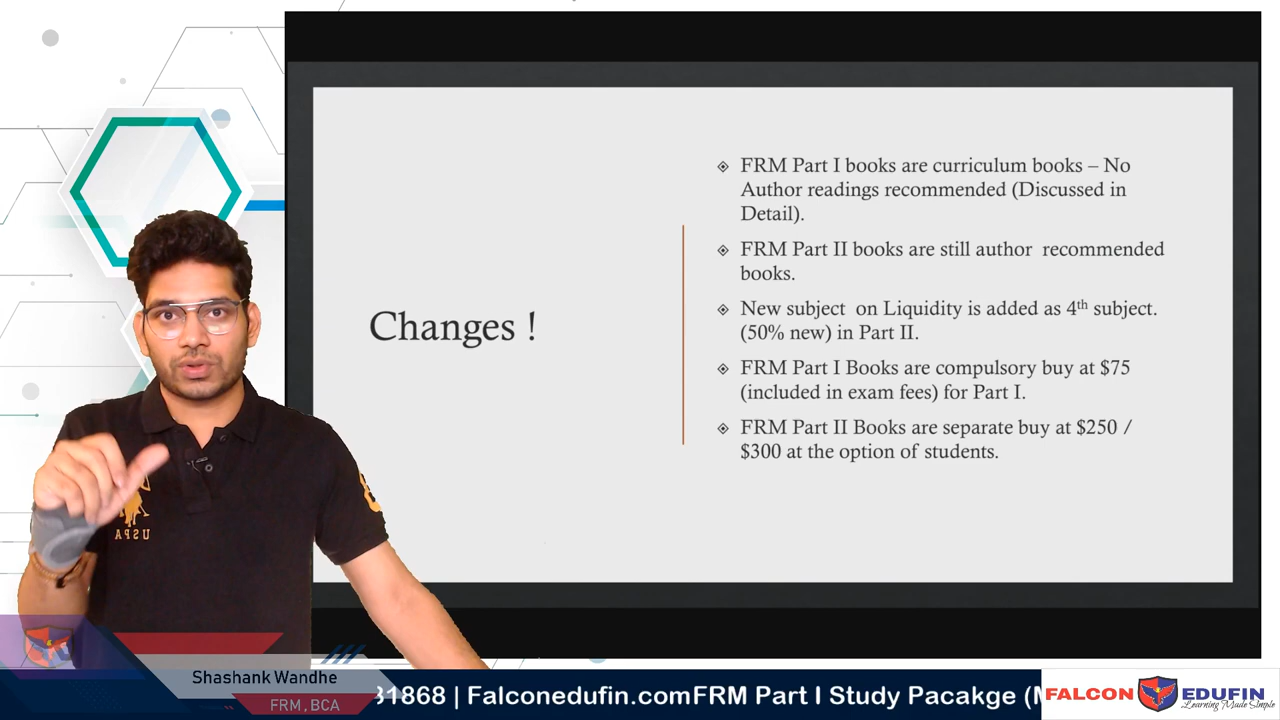 Changes !
FRM Part I books are curriculum books – No
Author readings recommended (Discussed in
Detail).
FRM Part II books are still author recommended
books.
New subject on Liquidity is added as 4th subject.
(50% new) in Part II.
FRM Part I Books are compulsory buy at $75
(included in exam fees) for Part I.
FRM Part II Books are separate buy at $250 /
$300 at the option of students.
USPA
Shashank Wandhe
FRM, BCA
31868 | Falconedufin.comFRM Part I Study Pacakge (
FALCON EDUFIN
Learning Made Simple